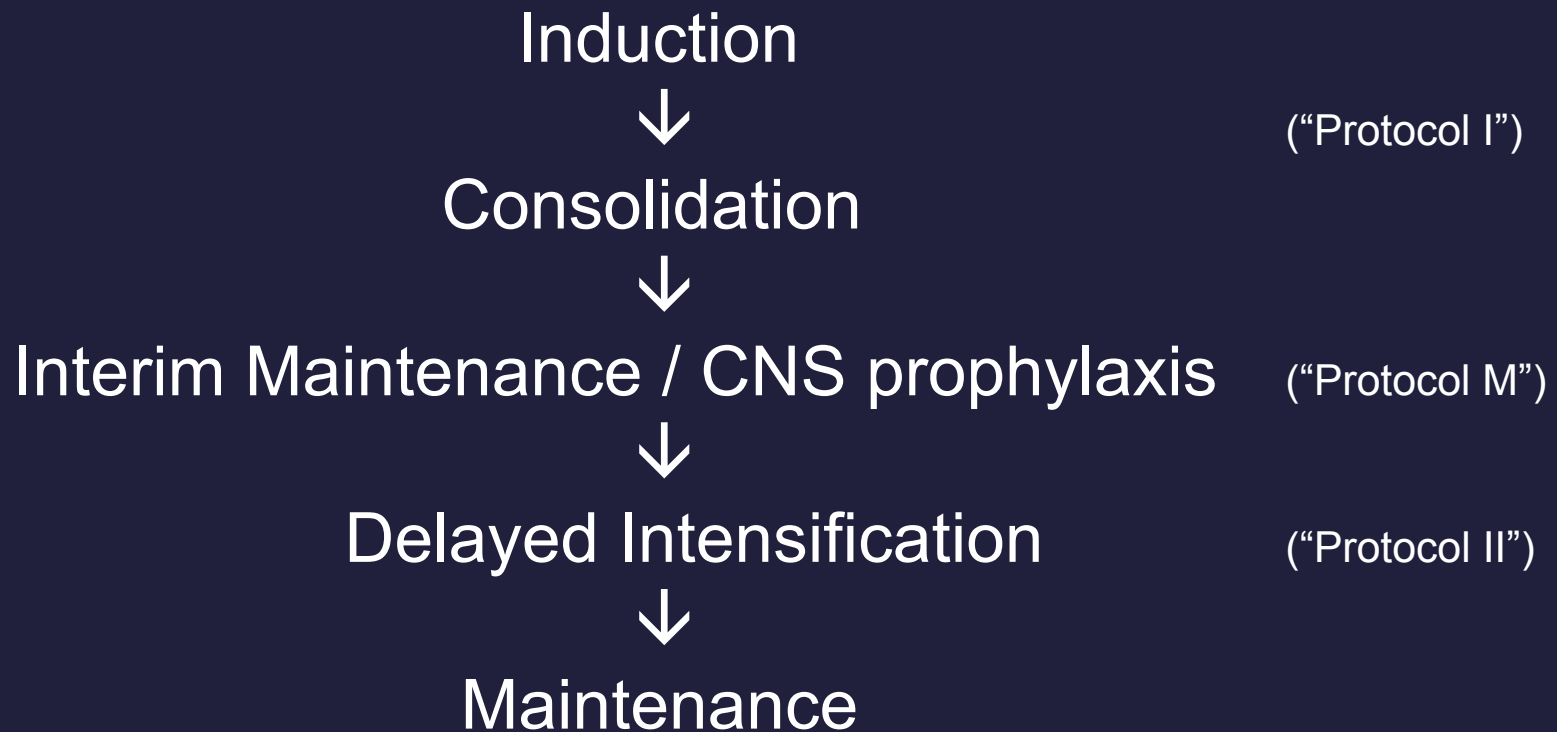 Induction
↓
(“Protocol I”)
Consolidation
↓
Interim Maintenance / CNS prophylaxis (“Protocol M”)
↓
Delayed Intensification (“Protocol II”)
↓
Maintenance